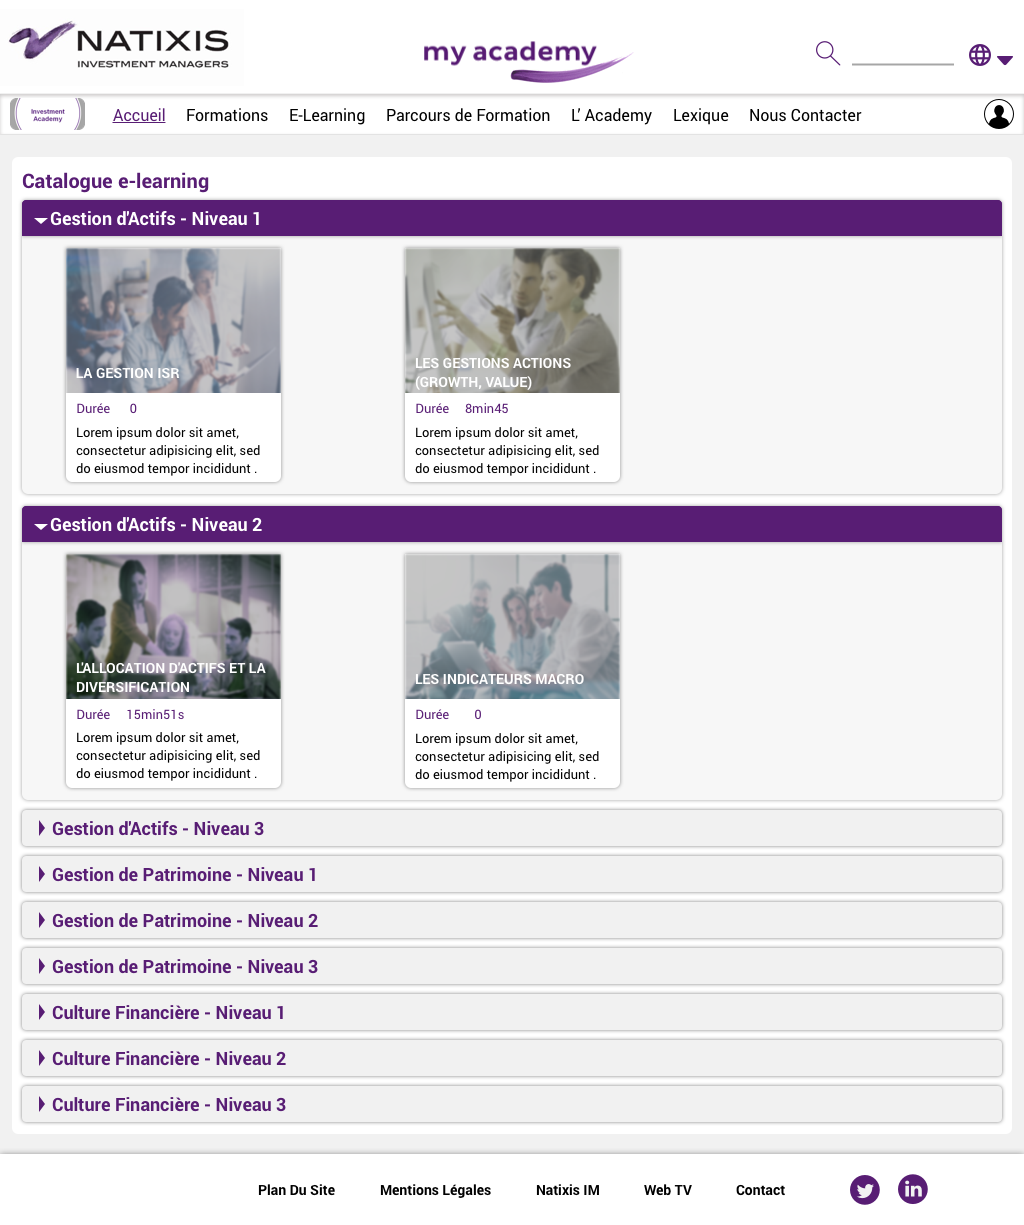 NATIXIS
INVESTMENT MANAGERS
my academy
Investment
Academy
Accueil Formations E-Learning Parcours de Formation L’ Academy Lexique Nous Contacter
Catalogue e-learning
Gestion d'Actifs - Niveau 1
LA GESTION ISR
Durée 0
Lorem ipsum dolor sit amet,
consectetur adipisicing elit, sed
do eiusmod tempor incididunt .
LES GESTIONS ACTIONS
(GROWTH, VALUE)
Durée 8min45
Lorem ipsum dolor sit amet,
consectetur adipisicing elit, sed
do eiusmod tempor incididunt .
Gestion d'Actifs - Niveau 2
L'ALLOCATION D'ACTIFS ET LA
DIVERSIFICATION
Durée 15min51s
Lorem ipsum dolor sit amet,
consectetur adipisicing elit, sed
do eiusmod tempor incididunt .
LES INDICATEURS MACRO
Durée 0
Lorem ipsum dolor sit amet,
consectetur adipisicing elit, sed
do eiusmod tempor incididunt .
Gestion d'Actifs - Niveau 3
Gestion de Patrimoine - Niveau 1
Gestion de Patrimoine - Niveau 2
Gestion de Patrimoine - Niveau 3
Culture Financière - Niveau 1
Culture Financière - Niveau 2
Culture Financière - Niveau 3
Plan Du Site Mentions Légales Natixis IM Web TV Contact in